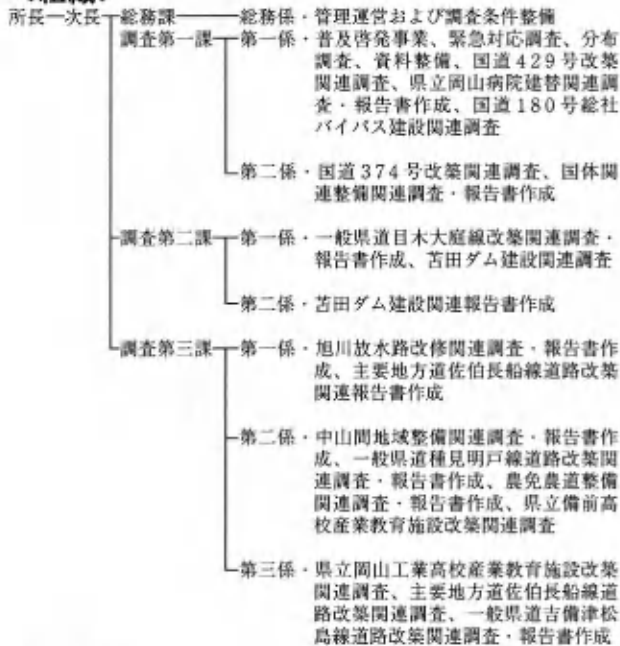 所長─次長┬総務課───総務係・管理運営および調査条件整備
調査第一課┬第一係・普及啓発事業、緊急対応調査、分布
調査、資料整備、国道429号改築
関連調査、県立岡山病院建替関連調
査・報告書作成、国道180号総社
バイパス建設関連調査
第二係・国道374号改築関連調査、国体関
連整備関連調査・報告書作成
調査第二課┬第一係・一般県道目木大庭線改築関連調査・
報告書作成、苫田ダム建設関連調査
第二係・苫田ダム建設関連報告書作成
調査第三課┬第一係・旭川放水路改修関連調査・報告書作
成、主要地方道佐伯長船線道路改築
関連報告書作成
第二係・中山間地域整備関連調査・報告書作
成、一般県道種見明戸線道路改築関
連調査・報告書作成、農免農道整備
関連調査・報告書作成、県立備前高
校産業教育施設改築関連調査
第三係・県立岡山工業高校産業教育施設改築
関連調査、主要地方道佐伯長船線道
路改築関連調査、一般県道吉備津松
島線道路改築関連調査・報告書作成